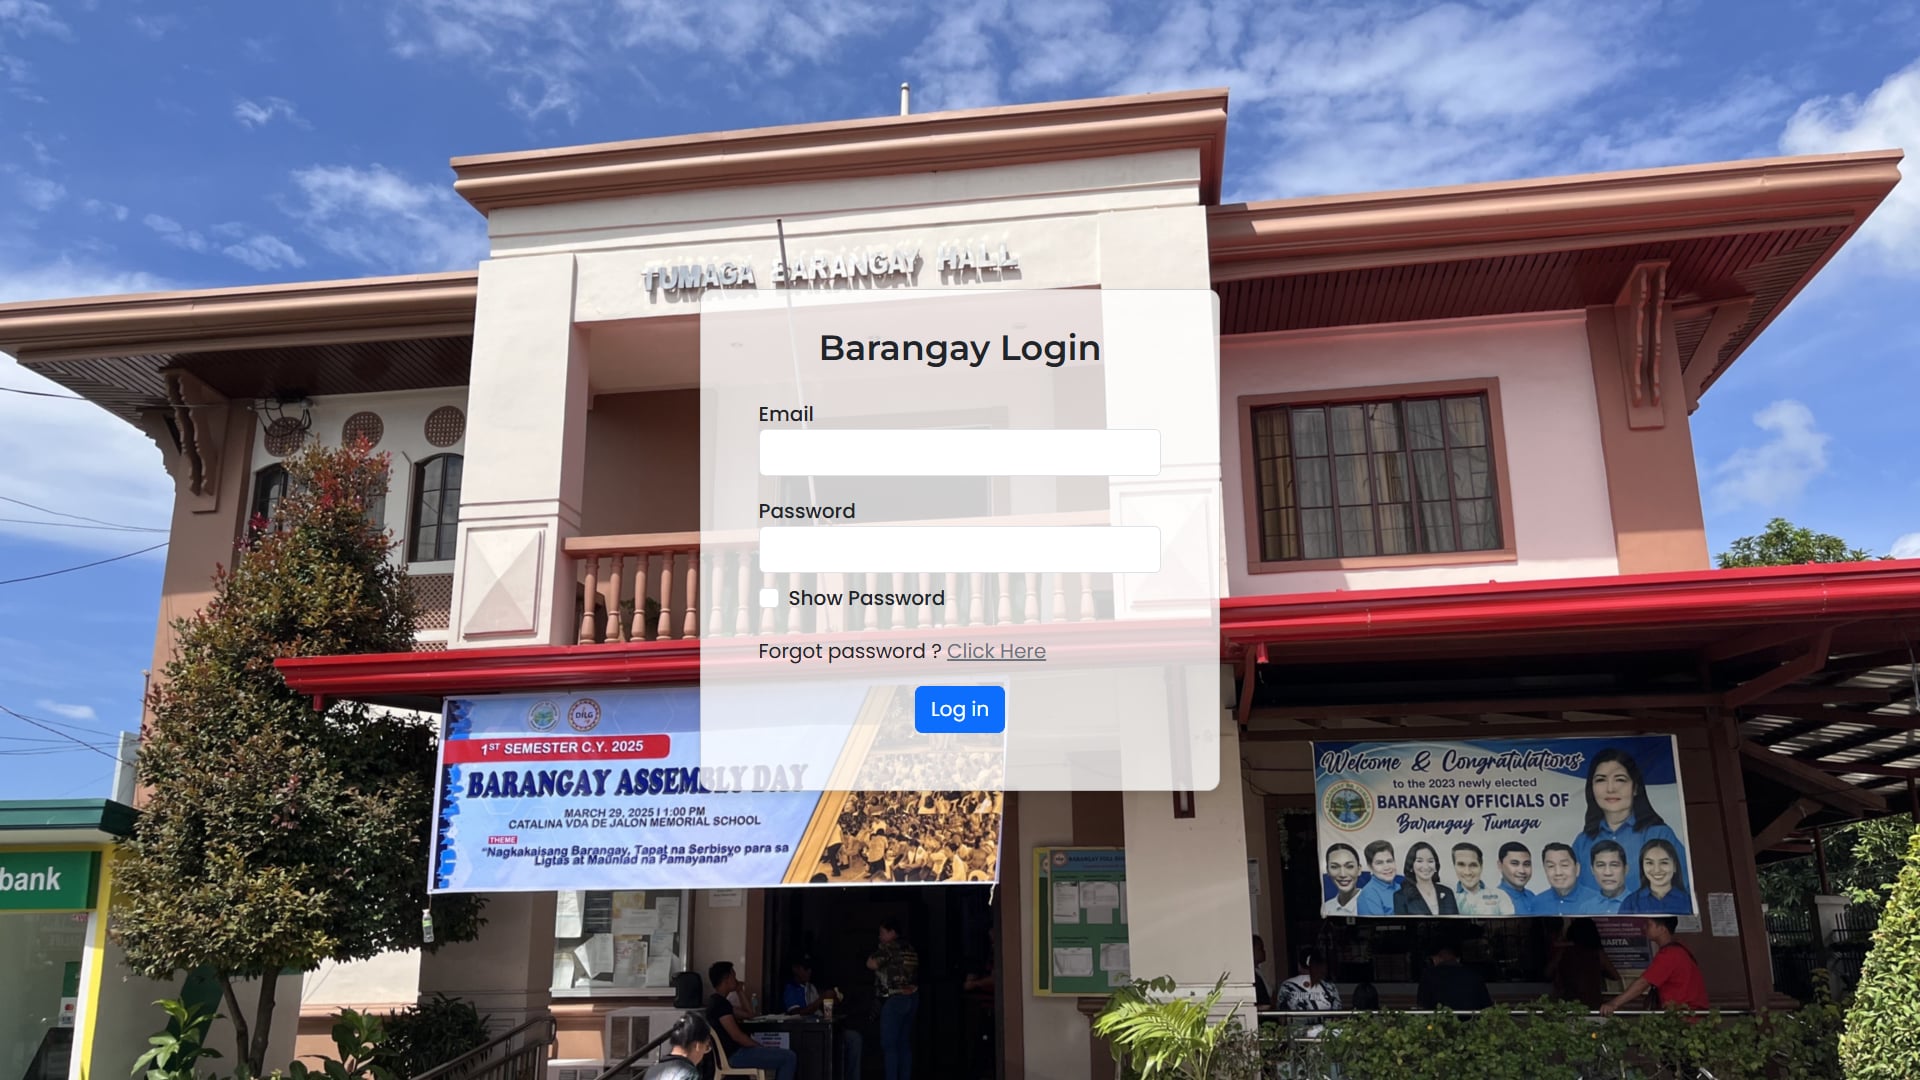 TUMAGA BARANGAY HALL
Barangay Login
Email
Password
Show Password
Forgot password ? Click Here
Log in
DILG
1ST SEMESTER C.Y. 2025
BARANGAY ASSEMBLY DAY
MARCH 29, 2025 | 1:00 PM
CATALINA VDA DE JALON MEMORIAL SCHOOL
THEME
"Nagkakaisang Barangay, Tapat na Serbisyo para sa
Ligtas at Maunlad na Pamayanan"
Welcome & Congratulations
to the 2023 newly elected
BARANGAY OFFICIALS OF
Barangay Tumaga
bank